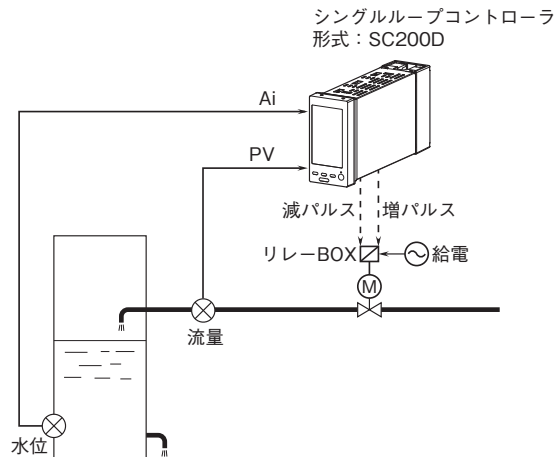 シングルループコントローラ
形式：SC200D
Ai
PV
減パルス
増パルス
リレーBOX
給電
M
流量
水位